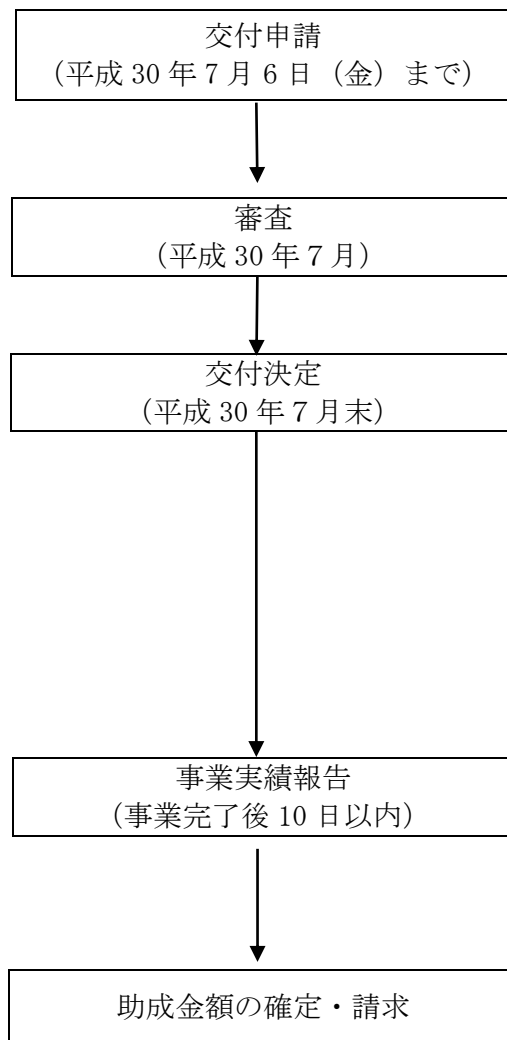 交付申請
（平成 30 年 7 月 6 日（金）まで）
審査
（平成 30 年 7 月）
交付決定
（平成 30 年 7 月末）
事業実績報告
（事業完了後 10 日以内）
助成金額の確定・請求